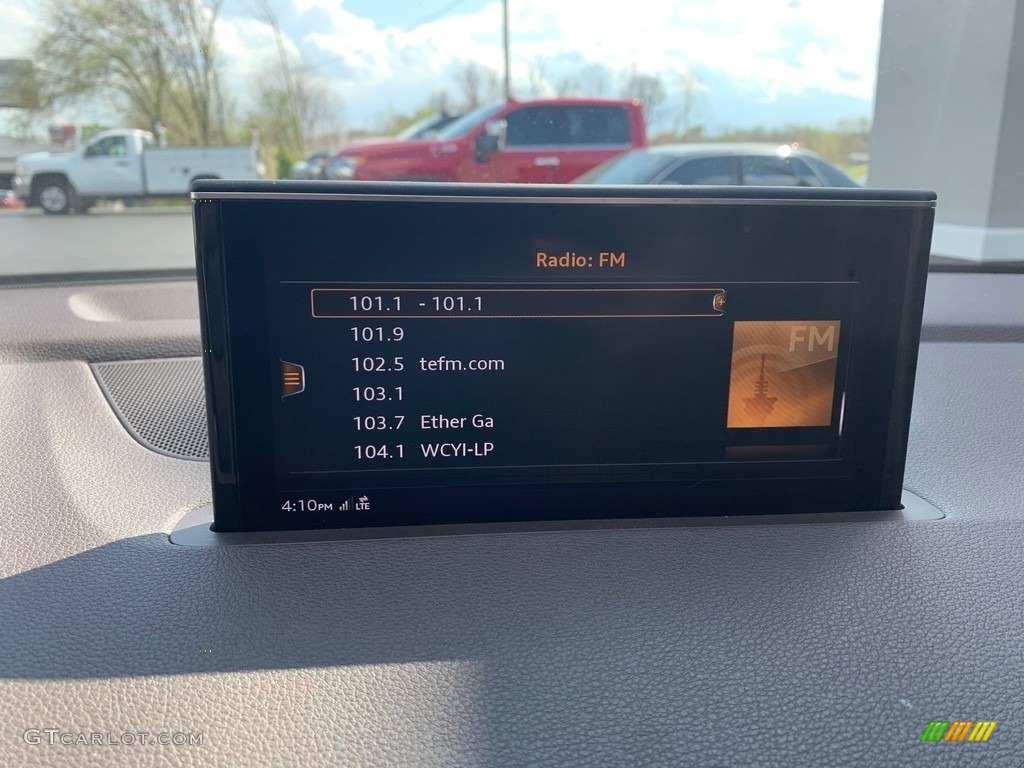 Radio: FM
101.1 - 101.1
101.9
102.5 tefm.com
103.1
103.7 Ether Ga
104.1 WCYI-LP
FM
4:10PM LTE
GTCARLOT.COM